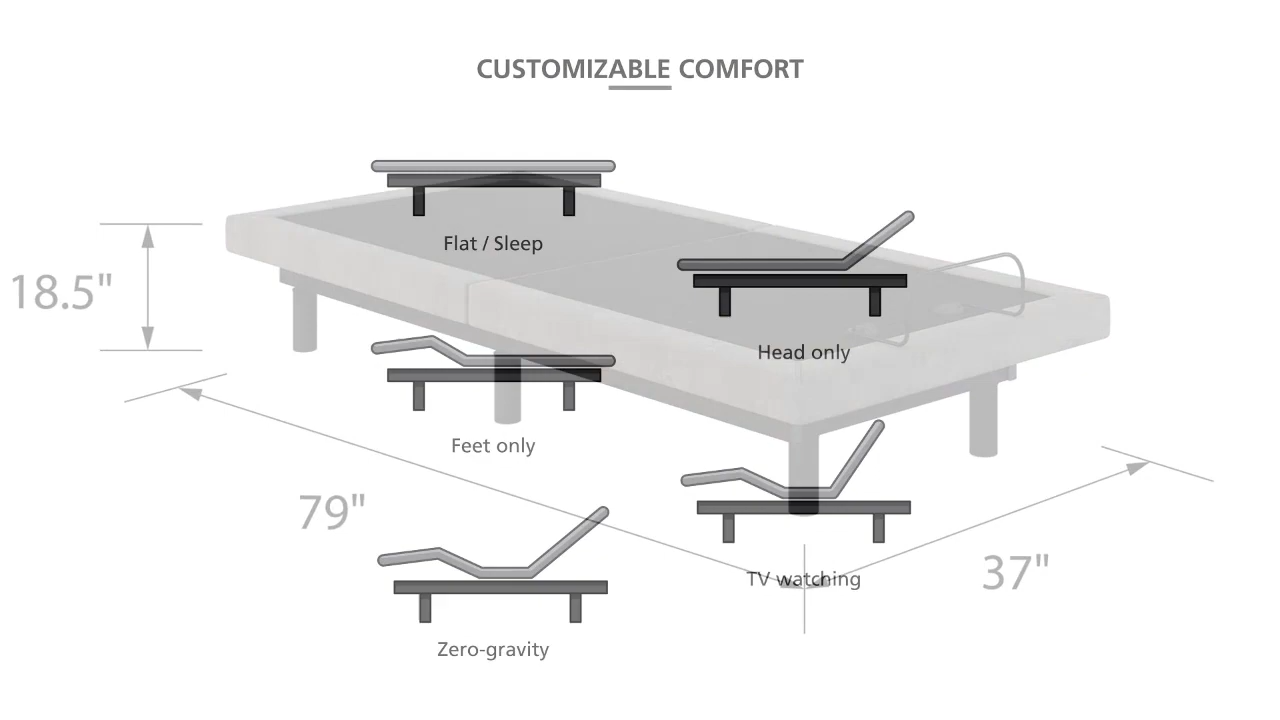 CUSTOMIZABLE COMFORT
Flat / Sleep
18.5"
Head only
Feet only
79"
TV watching
37"
Zero-gravity